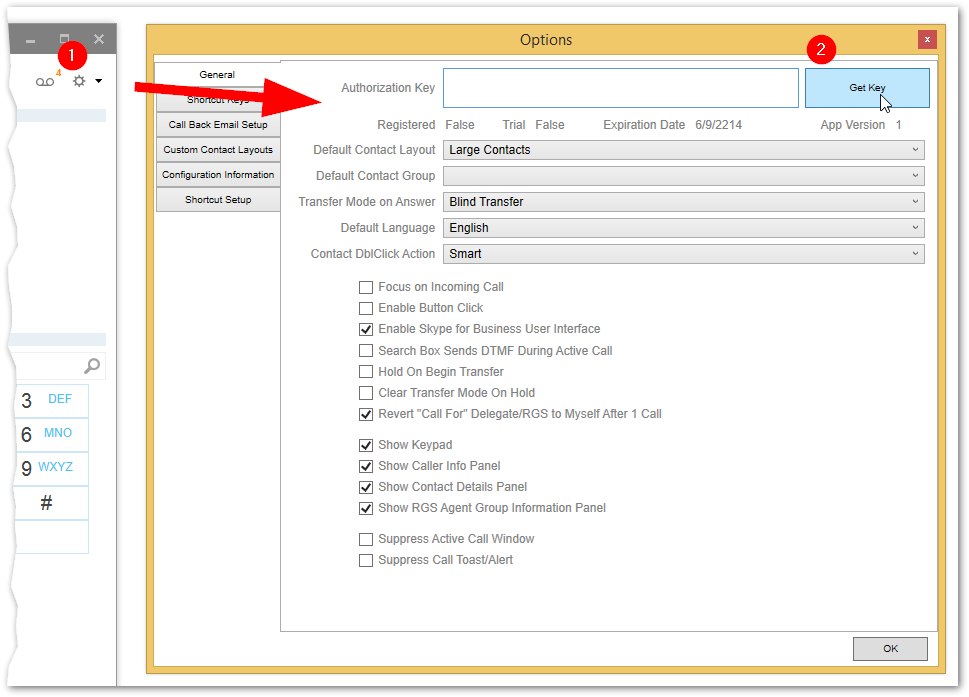 1
4
3 DEF
6 MNO
9 WXYZ
#
Options
x
2
General
Shortcut Keys
Call Back Email Setup
Custom Contact Layouts
Configuration Information
Shortcut Setup
Authorization Key
Get Key
Registered False Trial False Expiration Date 6/9/2214 App Version 1
Default Contact Layout Large Contacts
Default Contact Group
Transfer Mode on Answer Blind Transfer
Default Language English
Contact DblClick Action Smart
Focus on Incoming Call
Enable Button Click
Enable Skype for Business User Interface
Search Box Sends DTMF During Active Call
Hold On Begin Transfer
Clear Transfer Mode On Hold
Revert "Call For" Delegate/RGS to Myself After 1 Call
Show Keypad
Show Caller Info Panel
Show Contact Details Panel
Show RGS Agent Group Information Panel
Suppress Active Call Window
Suppress Call Toast/Alert
OK